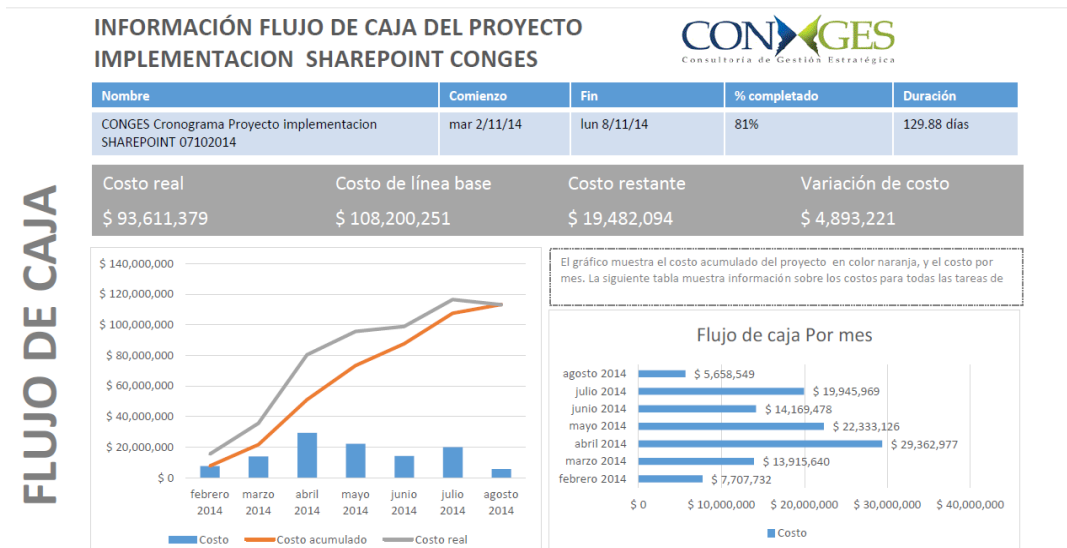 INFORMACIÓN FLUJO DE CAJA DEL PROYECTO
IMPLEMENTACION SHAREPOINT CONGES
CONGES
Consultoría de Gestión Estratégica
Nombre Comienzo Fin % completado Duración
CONGES Cronograma Proyecto implementacion mar 2/11/14 lun 8/11/14 81% 129.88 días
SHAREPOINT 07102014
FLUJO DE CAJA
Costo real Costo de línea base Costo restante Variación de costo
$ 93,611,379 $ 108,200,251 $ 19,482,094 $ 4,893,221
$ 140,000,000
$ 120,000,000
$ 100,000,000
$ 80,000,000
$ 60,000,000
$ 40,000,000
$ 20,000,000
$ 0
febrero marzo abril mayo junio julio agosto
2014 2014 2014 2014 2014 2014 2014
Costo Costo acumulado Costo real
El gráfico muestra el costo acumulado del proyecto en color naranja, y el costo por
mes. La siguiente tabla muestra información sobre los costos para todas las tareas de
Flujo de caja Por mes
agosto 2014 $ 5,658,549
julio 2014 $ 19,945,969
junio 2014 $ 14,169,478
mayo 2014 $ 22,333,126
abril 2014 $ 29,362,977
marzo 2014 $ 13,915,640
febrero 2014 $ 7,707,732
$ 0 $ 10,000,000 $ 20,000,000 $ 30,000,000 $ 40,000,000
Costo